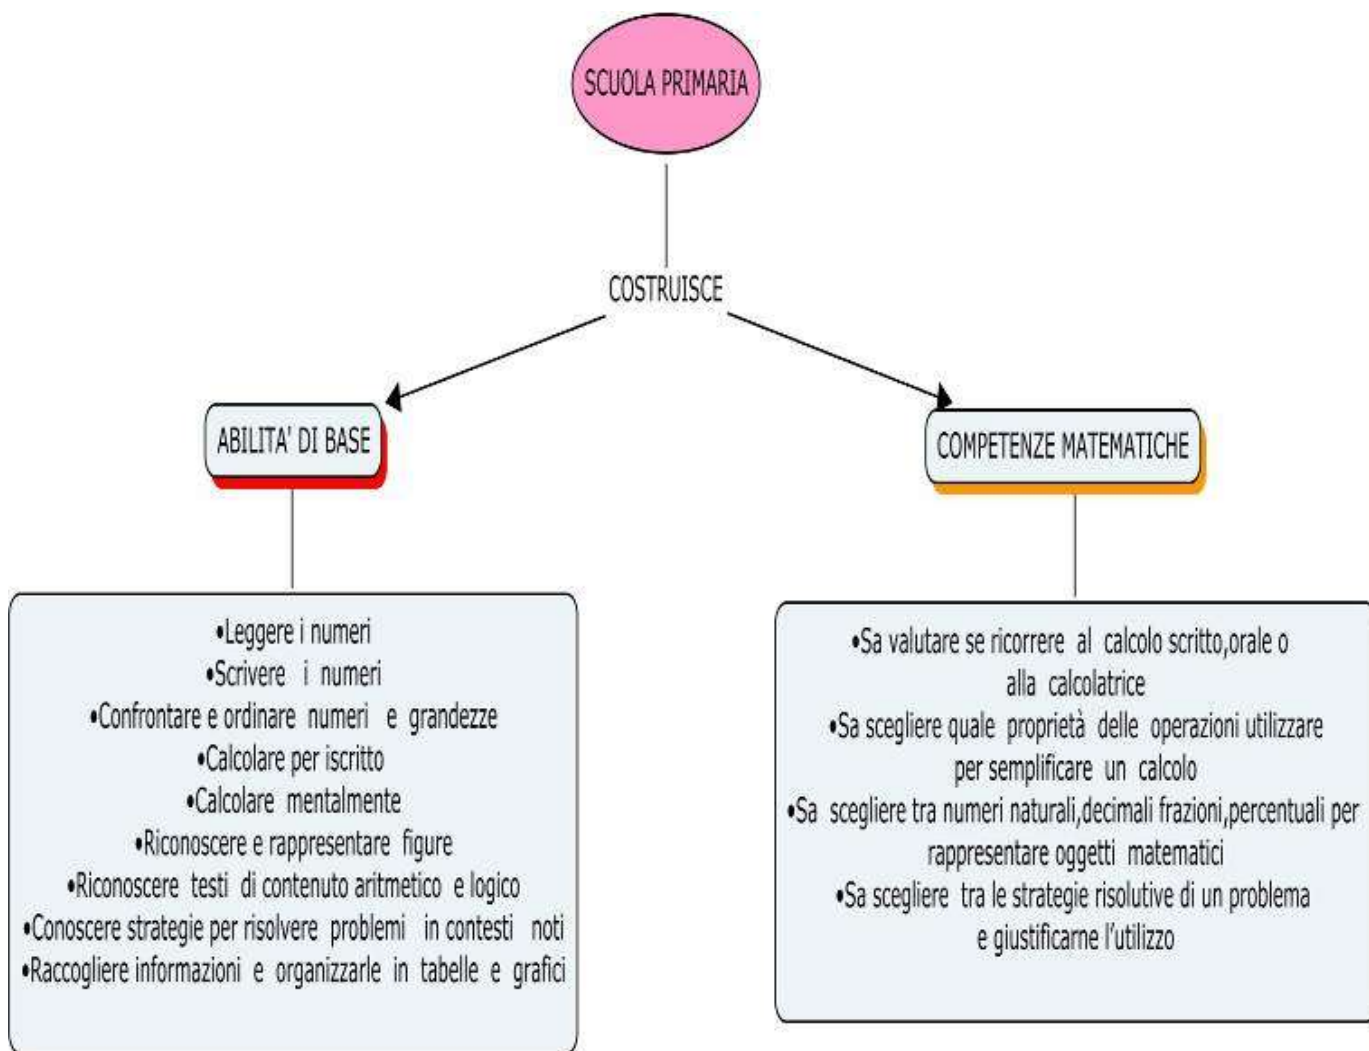 SCUOLA PRIMARIA
COSTRUISCE
ABILITA' DI BASE
•Leggere i numeri
•Scrivere i numeri
•Confrontare e ordinare numeri e grandezze
•Calcolare per iscritto
•Calcolare mentalmente
•Riconoscere e rappresentare figure
•Riconoscere testi di contenuto aritmetico e logico
•Conoscere strategie per risolvere problemi in contesti noti
•Raccogliere informazioni e organizzarle in tabelle e grafici
COMPETENZE MATEMATICHE
•Sa valutare se ricorrere al calcolo scritto,orale o
alla calcolatrice
•Sa scegliere quale proprietà delle operazioni utilizzare
per semplificare un calcolo
•Sa scegliere tra numeri naturali,decimali frazioni,percentuali per
rappresentare oggetti matematici
•Sa scegliere tra le strategie risolutive di un problema
e giustificarne l'utilizzo